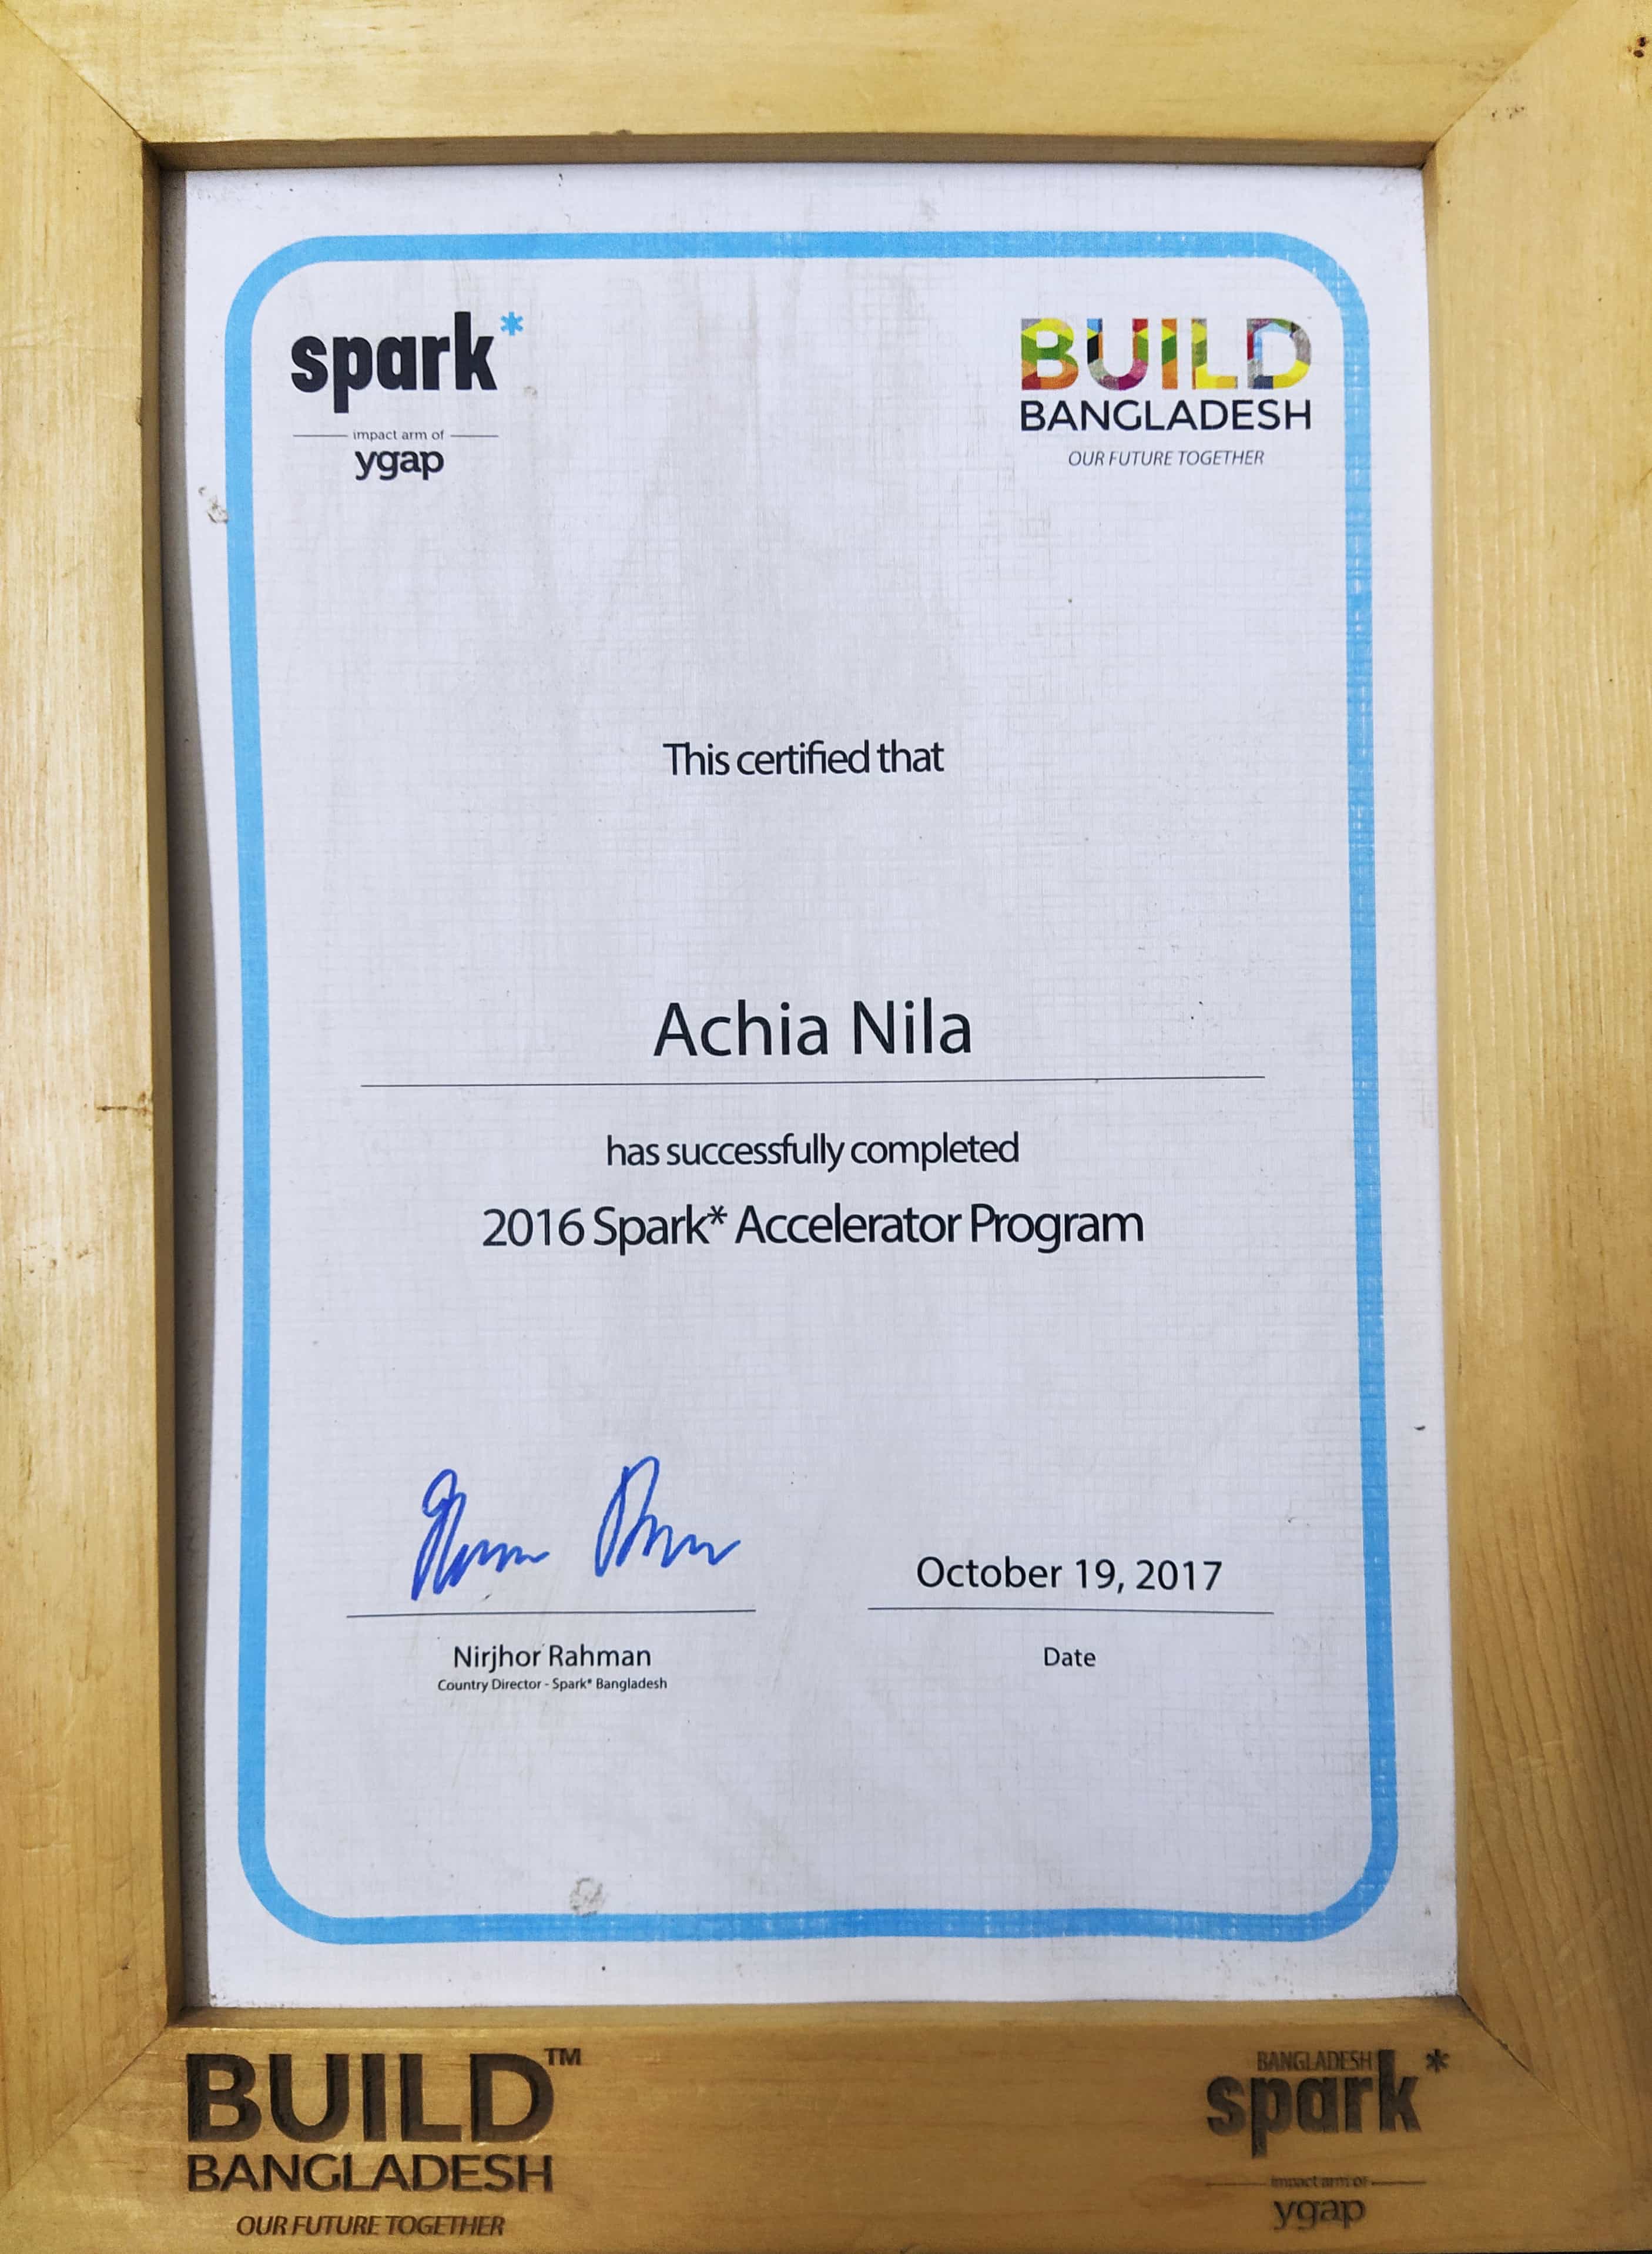 spark*
impact arm of
ygap
BUILD
BANGLADESH
OUR FUTURE TOGETHER
This certified that
Achia Nila
has successfully completed
2016 Spark* Accelerator Program
October 19, 2017
Nirjhor Rahman
Country Director - Spark* Bangladesh
Date
BUILD™
BANGLADESH
OUR FUTURE TOGETHER
BANGLADESH
spark*
impact arm of
ygap